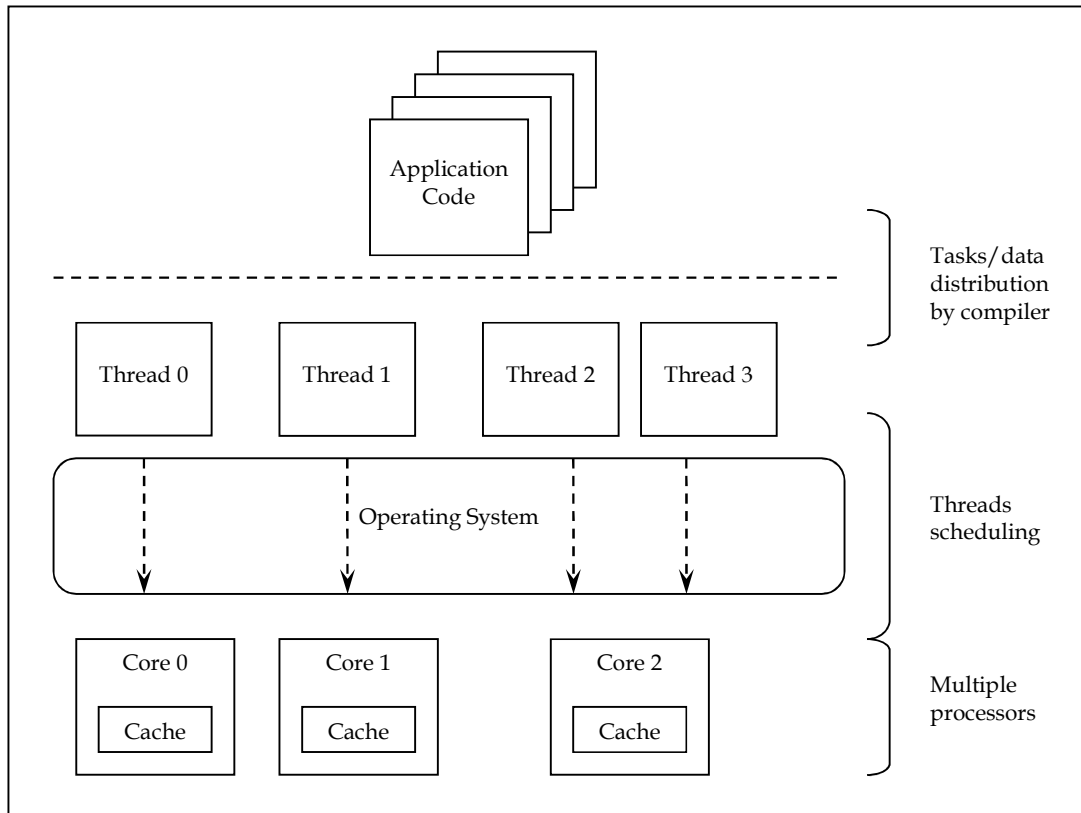 Application
Code
Tasks/data
distribution
by compiler
Thread 0
Thread 1
Thread 2
Thread 3
Operating System
Threads
scheduling
Core 0
Core 1
Core 2
Cache
Cache
Cache
Multiple
processors